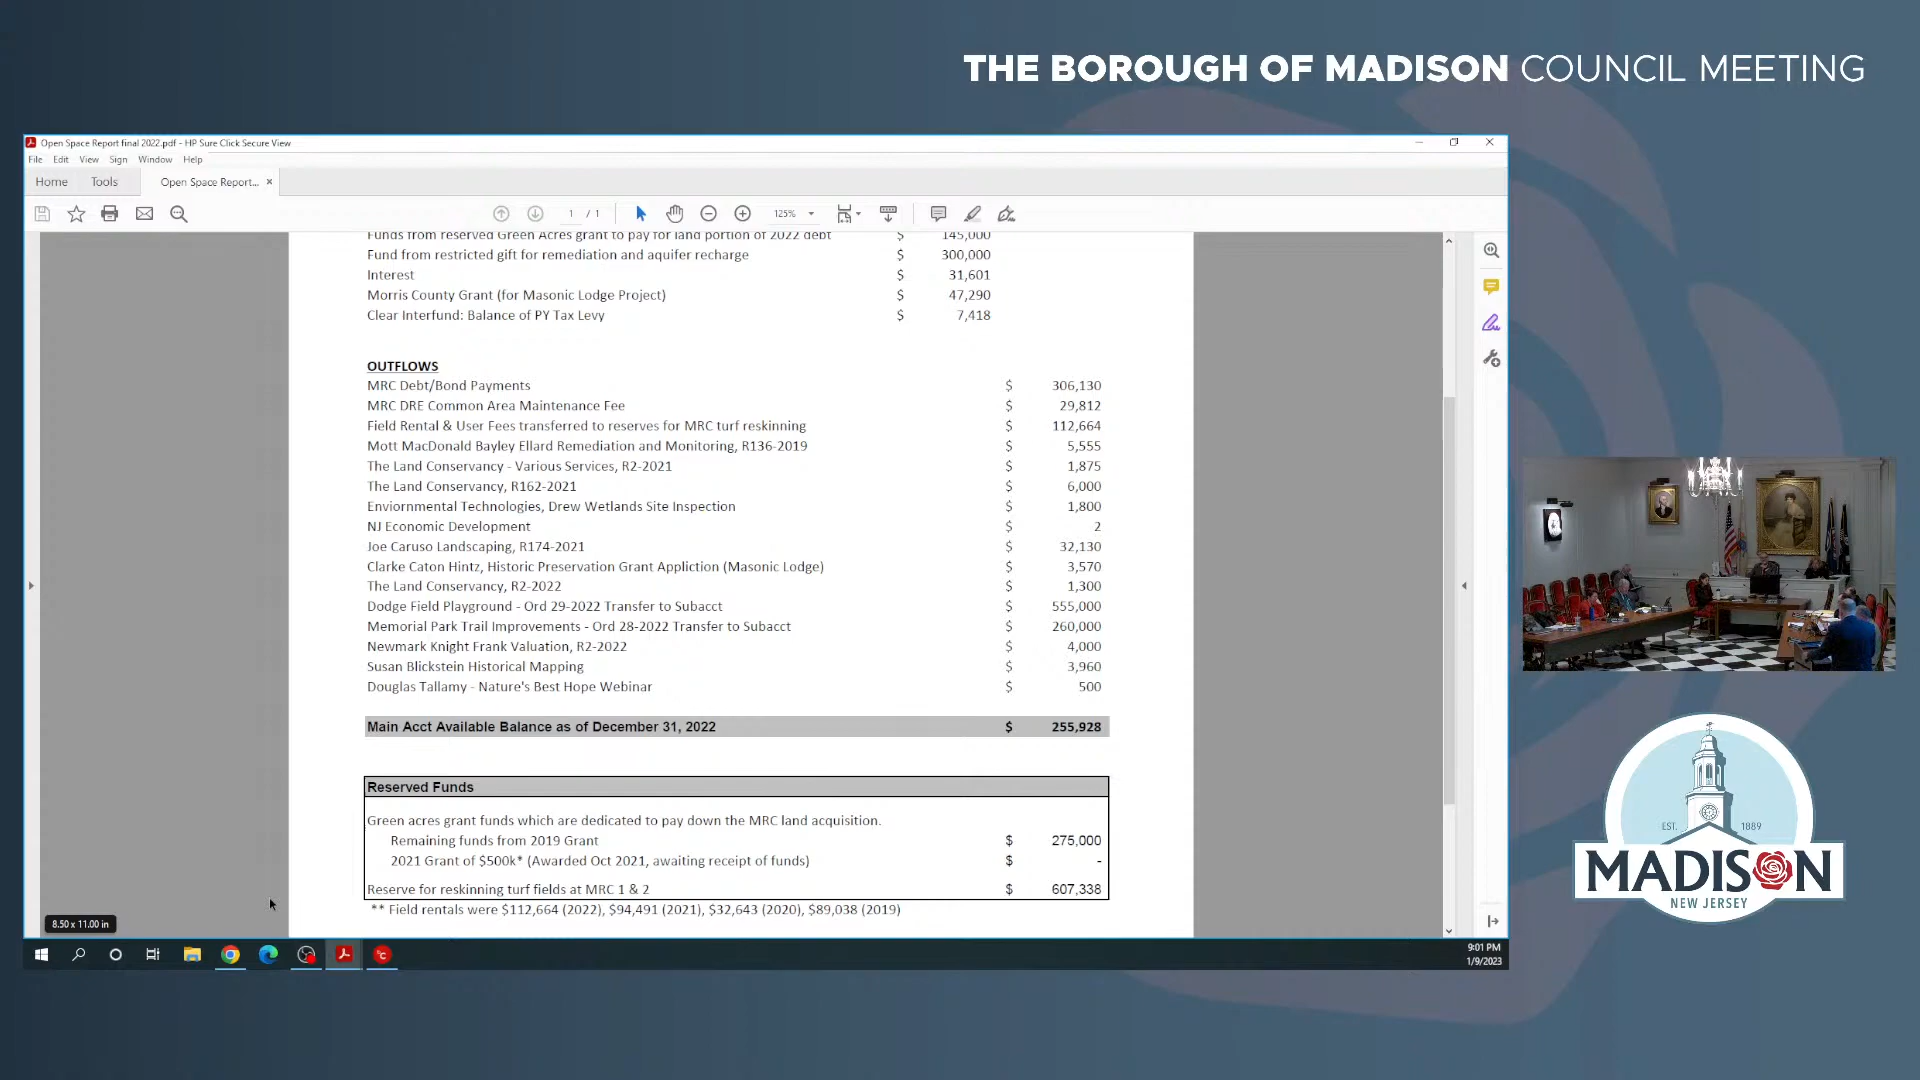 THE BOROUGH OF MADISON COUNCIL MEETING
Open Space Report final 2022.pdf - HP Sure Click Secure View
File Edit View Sign Window Help
Home Tools Open Space Report... ×
1 / 1 125%
Funds from reserved Green Acres grant to pay for land portion of 2022 debt $ 145,000
Fund from restricted gift for remediation and aquifer recharge $ 300,000
Interest $ 31,601
Morris County Grant (for Masonic Lodge Project) $ 47,290
Clear Interfund: Balance of PY Tax Levy $ 7,418
OUTFLOWS
MRC Debt/Bond Payments $ 306,130
MRC DRE Common Area Maintenance Fee $ 29,812
Field Rental & User Fees transferred to reserves for MRC turf reskinning $ 112,664
Mott MacDonald Bayley Ellard Remediation and Monitoring, R136-2019 $ 5,555
The Land Conservancy - Various Services, R2-2021 $ 1,875
The Land Conservancy, R162-2021 $ 6,000
Enviornmental Technologies, Drew Wetlands Site Inspection $ 1,800
NJ Economic Development $ 2
Joe Caruso Landscaping, R174-2021 $ 32,130
Clarke Caton Hintz, Historic Preservation Grant Appliction (Masonic Lodge) $ 3,570
The Land Conservancy, R2-2022 $ 1,300
Dodge Field Playground - Ord 29-2022 Transfer to Subacct $ 555,000
Memorial Park Trail Improvements - Ord 28-2022 Transfer to Subacct $ 260,000
Newmark Knight Frank Valuation, R2-2022 $ 4,000
Susan Blickstein Historical Mapping $ 3,960
Douglas Tallamy - Nature's Best Hope Webinar $ 500
Main Acct Available Balance as of December 31, 2022 $ 255,928
Reserved Funds
Green acres grant funds which are dedicated to pay down the MRC land acquisition.
Remaining funds from 2019 Grant $ 275,000
2021 Grant of $500k* (Awarded Oct 2021, awaiting receipt of funds) $ -
Reserve for reskinning turf fields at MRC 1 & 2 $ 607,338
** Field rentals were $112,664 (2022), $94,491 (2021), $32,643 (2020), $89,038 (2019)
8.50 x 11.00 in
9:01 PM
1/9/2023
EST. 1889
MADISON
NEW JERSEY